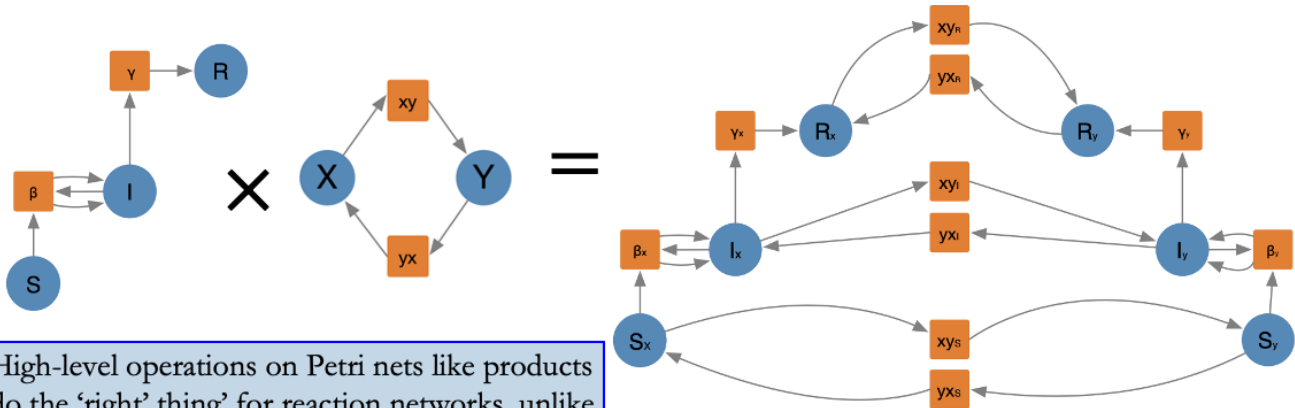 γ
R
β
I
S
×
xy
X
Y
yx
=
xyR
yxR
γx
Rx
Ry
γy
xyI
yxI
βx
Ix
Iy
βy
Sx
xyS
Sy
yxS
High-level operations on Petri nets like products
do the ‘right’ thing’ for reaction networks, unlike